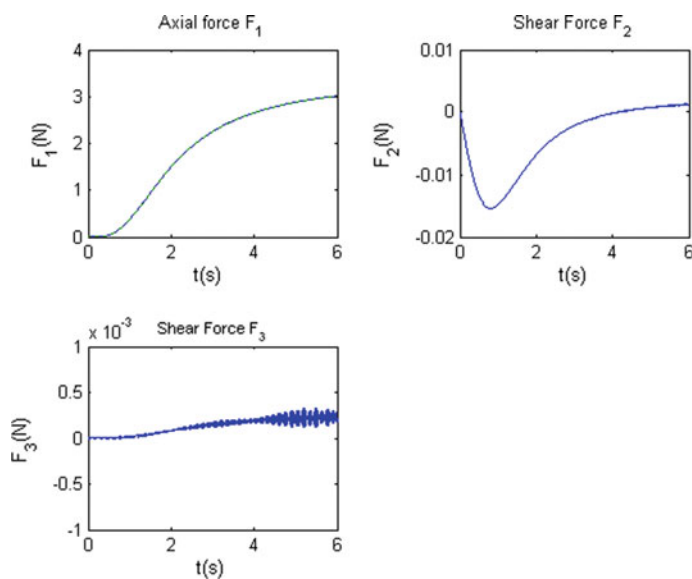 Axial force F₁
4
3
2
1
0
F₁(N)
0 2 4 6
t(s)
Shear Force F₂
0.01
0
-0.01
-0.02
F₂(N)
0 2 4 6
t(s)
x 10⁻³
Shear Force F₃
1
0.5
0
-0.5
-1
F₃(N)
0 2 4 6
t(s)